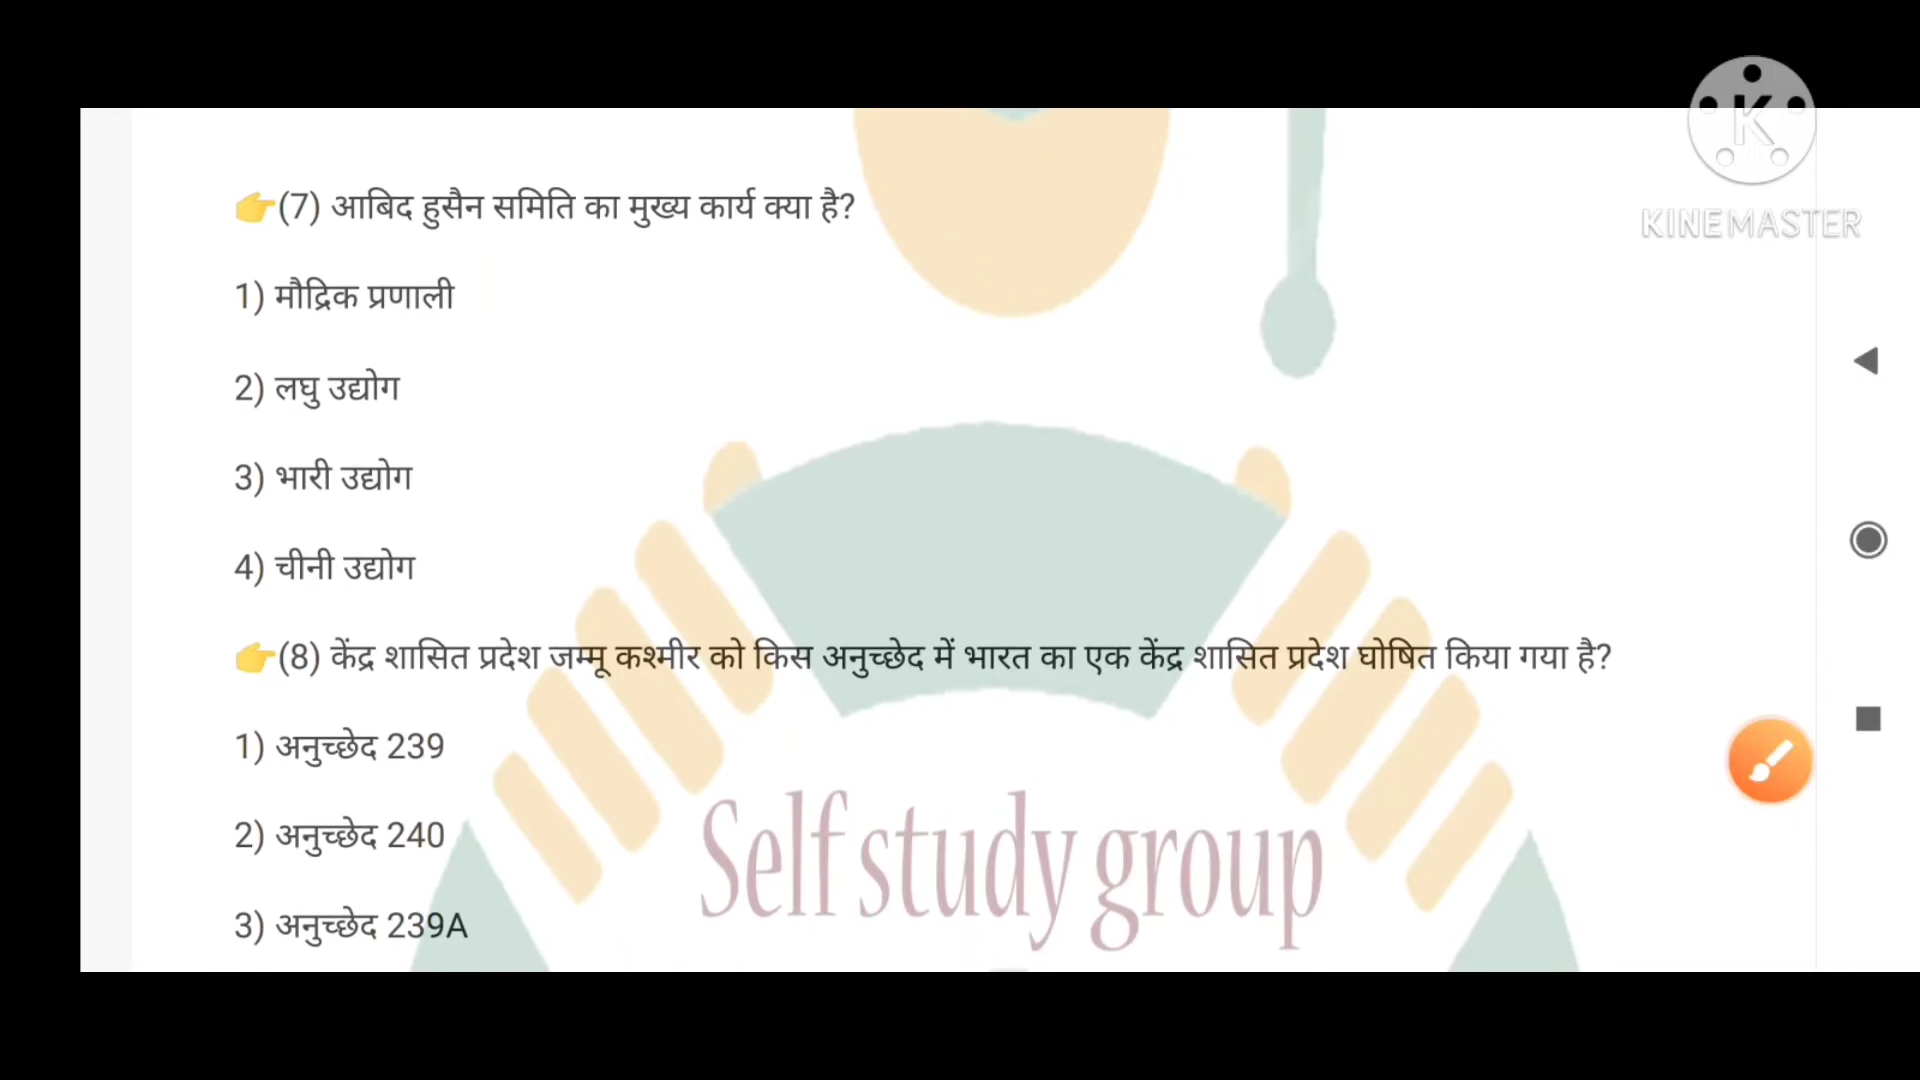 KINEMASTER
👉(7) आबिद हुसैन समिति का मुख्य कार्य क्या है?
1) मौद्रिक प्रणाली
2) लघु उद्योग
3) भारी उद्योग
4) चीनी उद्योग
👉(8) केंद्र शासित प्रदेश जम्मू कश्मीर को किस अनुच्छेद में भारत का एक केंद्र शासित प्रदेश घोषित किया गया है?
1) अनुच्छेद 239
2) अनुच्छेद 240
3) अनुच्छेद 239A
Self study group